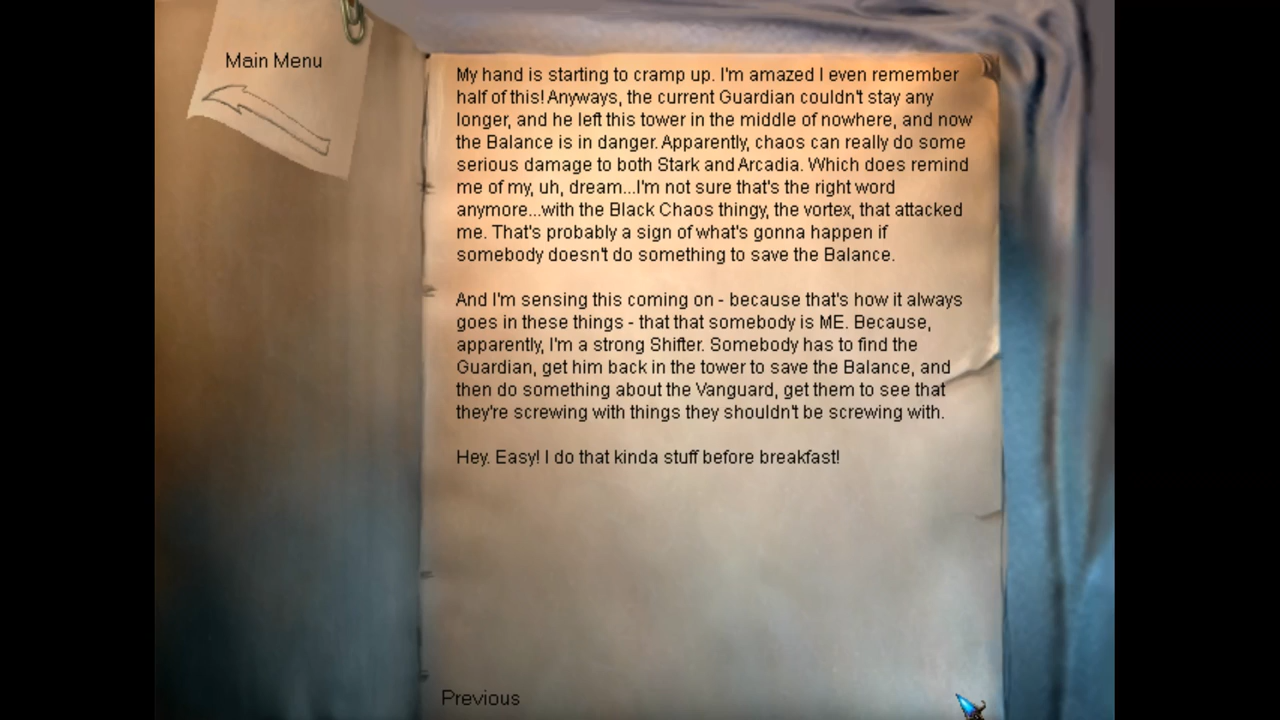 Main Menu
My hand is starting to cramp up. I'm amazed I even remember
half of this! Anyways, the current Guardian couldn't stay any
longer, and he left this tower in the middle of nowhere, and now
the Balance is in danger. Apparently, chaos can really do some
serious damage to both Stark and Arcadia. Which does remind
me of my, uh, dream...I'm not sure that's the right word
anymore...with the Black Chaos thingy, the vortex, that attacked
me. That's probably a sign of what's gonna happen if
somebody doesn't do something to save the Balance.
And I'm sensing this coming on - because that's how it always
goes in these things - that that somebody is ME. Because,
apparently, I'm a strong Shifter. Somebody has to find the
Guardian, get him back in the tower to save the Balance, and
then do something about the Vanguard, get them to see that
they're screwing with things they shouldn't be screwing with.
Hey. Easy! I do that kinda stuff before breakfast!
Previous